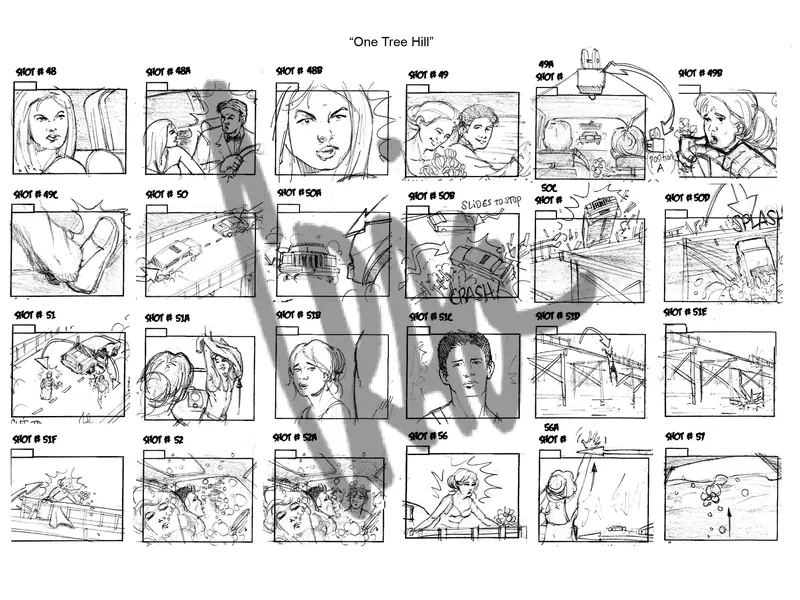 “One Tree Hill”
SHOT # 48
SHOT # 48A
SHOT # 48B
SHOT # 49
49A
SHOT #
SHOT # 49B
POSITION
A
SHOT # 49C
SHOT # 50
SHOT # 50A
SHOT # 50B
SLIDES TO STOP
CRASH!
50C
SHOT #
SHOT # 50D
SPLASH
SHOT # 51
SHOT # 51A
SHOT # 51B
SHOT # 51C
SHOT # 51D
SHOT # 51E
SHOT # 51F
SHOT # 52
SHOT # 52A
SHOT # 56
56A
SHOT #
SHOT # 57